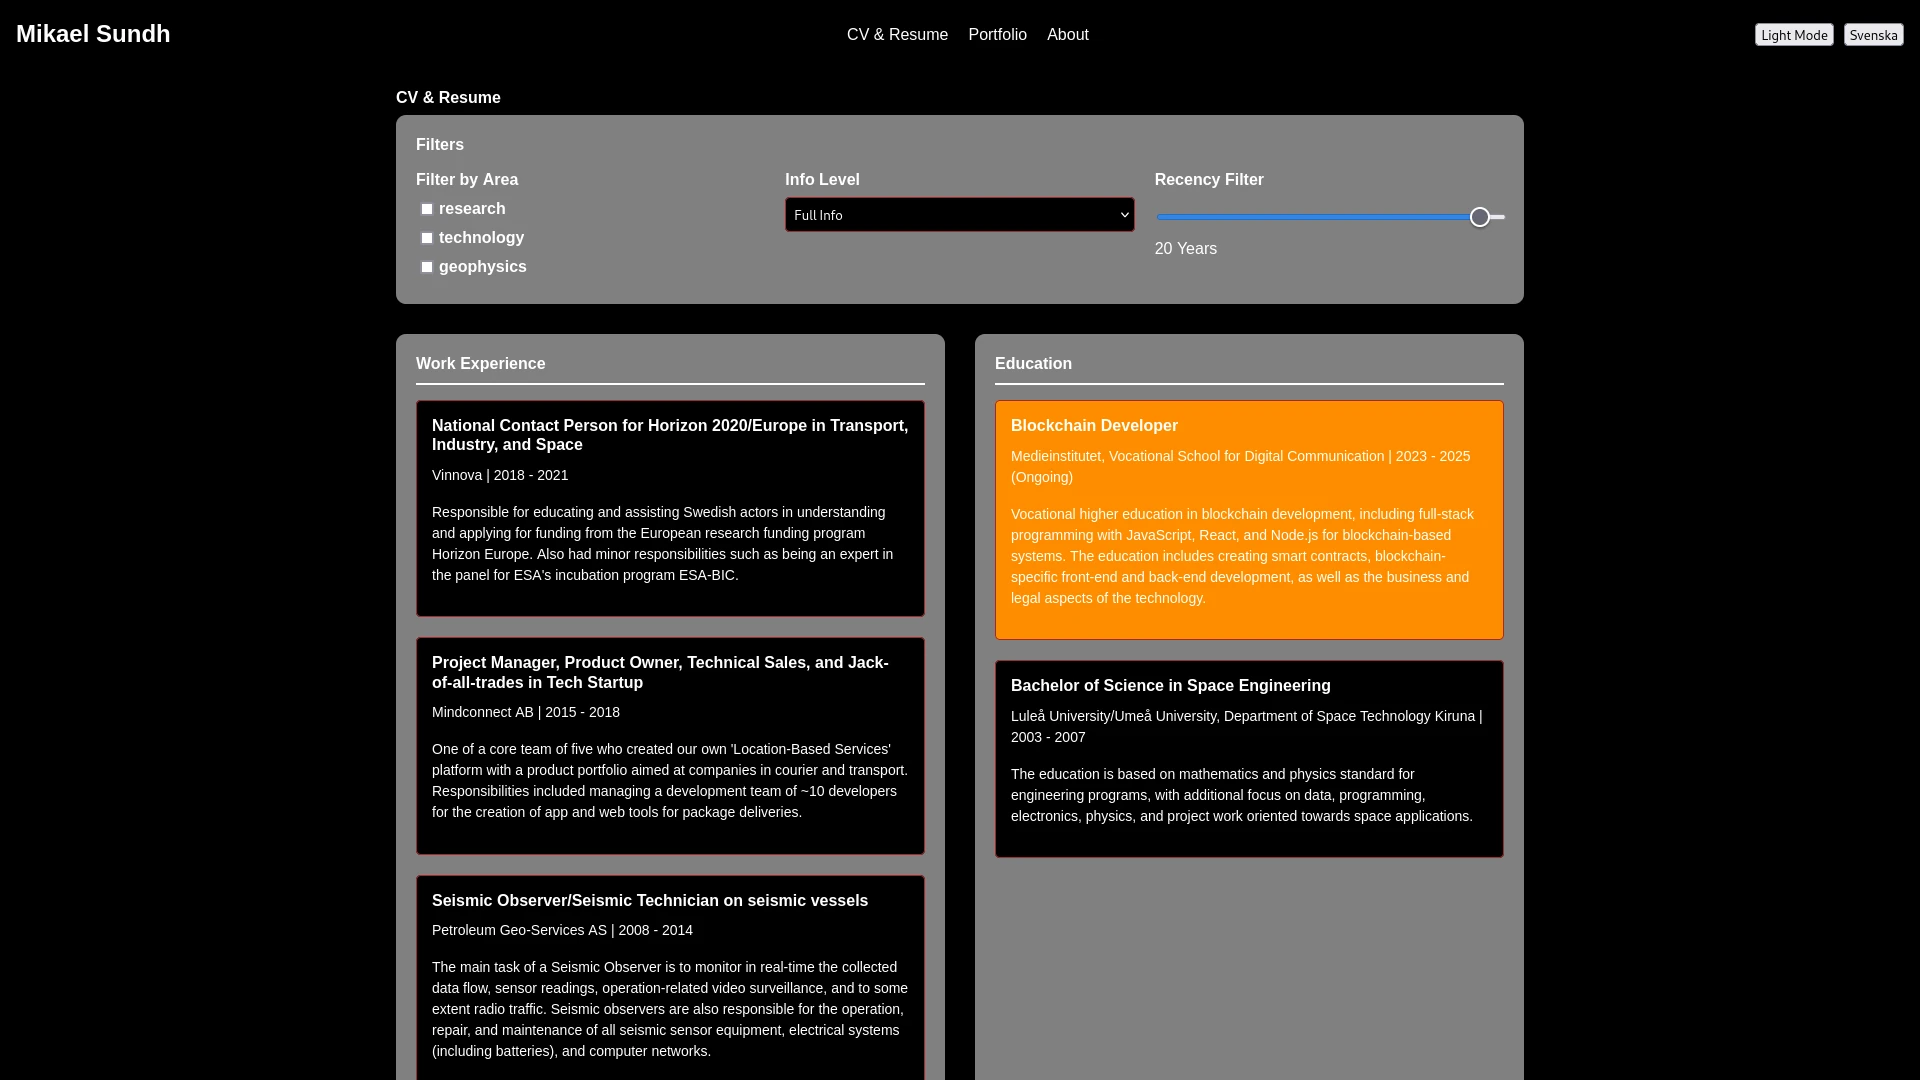 Mikael Sundh
CV & Resume
Portfolio
About
Light Mode
Svenska
CV & Resume
Filters
Filter by Area
research
technology
geophysics
Info Level
Full Info
Recency Filter
20 Years
Work Experience
National Contact Person for Horizon 2020/Europe in Transport,
Industry, and Space
Vinnova | 2018 - 2021
Responsible for educating and assisting Swedish actors in understanding
and applying for funding from the European research funding program
Horizon Europe. Also had minor responsibilities such as being an expert in
the panel for ESA's incubation program ESA-BIC.
Project Manager, Product Owner, Technical Sales, and Jack-
of-all-trades in Tech Startup
Mindconnect AB | 2015 - 2018
One of a core team of five who created our own 'Location-Based Services'
platform with a product portfolio aimed at companies in courier and transport.
Responsibilities included managing a development team of ~10 developers
for the creation of app and web tools for package deliveries.
Seismic Observer/Seismic Technician on seismic vessels
Petroleum Geo-Services AS | 2008 - 2014
The main task of a Seismic Observer is to monitor in real-time the collected
data flow, sensor readings, operation-related video surveillance, and to some
extent radio traffic. Seismic observers are also responsible for the operation,
repair, and maintenance of all seismic sensor equipment, electrical systems
(including batteries), and computer networks.
Education
Blockchain Developer
Medieinstitutet, Vocational School for Digital Communication | 2023 - 2025
(Ongoing)
Vocational higher education in blockchain development, including full-stack
programming with JavaScript, React, and Node.js for blockchain-based
systems. The education includes creating smart contracts, blockchain-
specific front-end and back-end development, as well as the business and
legal aspects of the technology.
Bachelor of Science in Space Engineering
Luleå University/Umeå University, Department of Space Technology Kiruna |
2003 - 2007
The education is based on mathematics and physics standard for
engineering programs, with additional focus on data, programming,
electronics, physics, and project work oriented towards space applications.